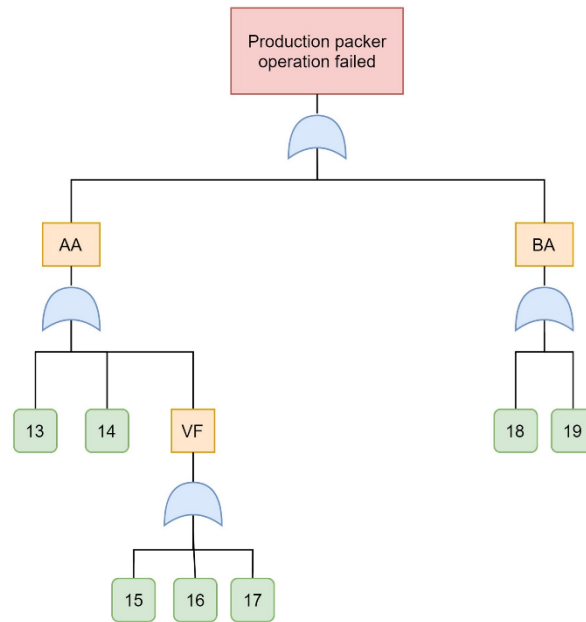 Production packer
operation failed
AA
BA
13
14
VF
18
19
15
16
17